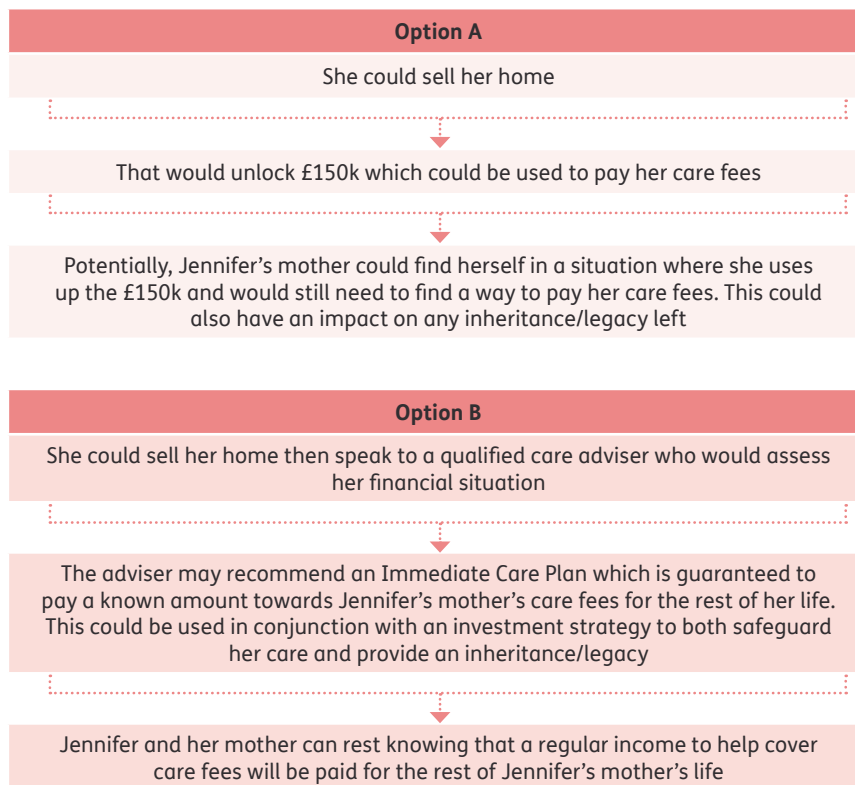 Option A
She could sell her home
That would unlock £150k which could be used to pay her care fees
Potentially, Jennifer’s mother could find herself in a situation where she uses
up the £150k and would still need to find a way to pay her care fees. This could
also have an impact on any inheritance/legacy left
Option B
She could sell her home then speak to a qualified care adviser who would assess
her financial situation
The adviser may recommend an Immediate Care Plan which is guaranteed to
pay a known amount towards Jennifer’s mother’s care fees for the rest of her life.
This could be used in conjunction with an investment strategy to both safeguard
her care and provide an inheritance/legacy
Jennifer and her mother can rest knowing that a regular income to help cover
care fees will be paid for the rest of Jennifer’s mother’s life